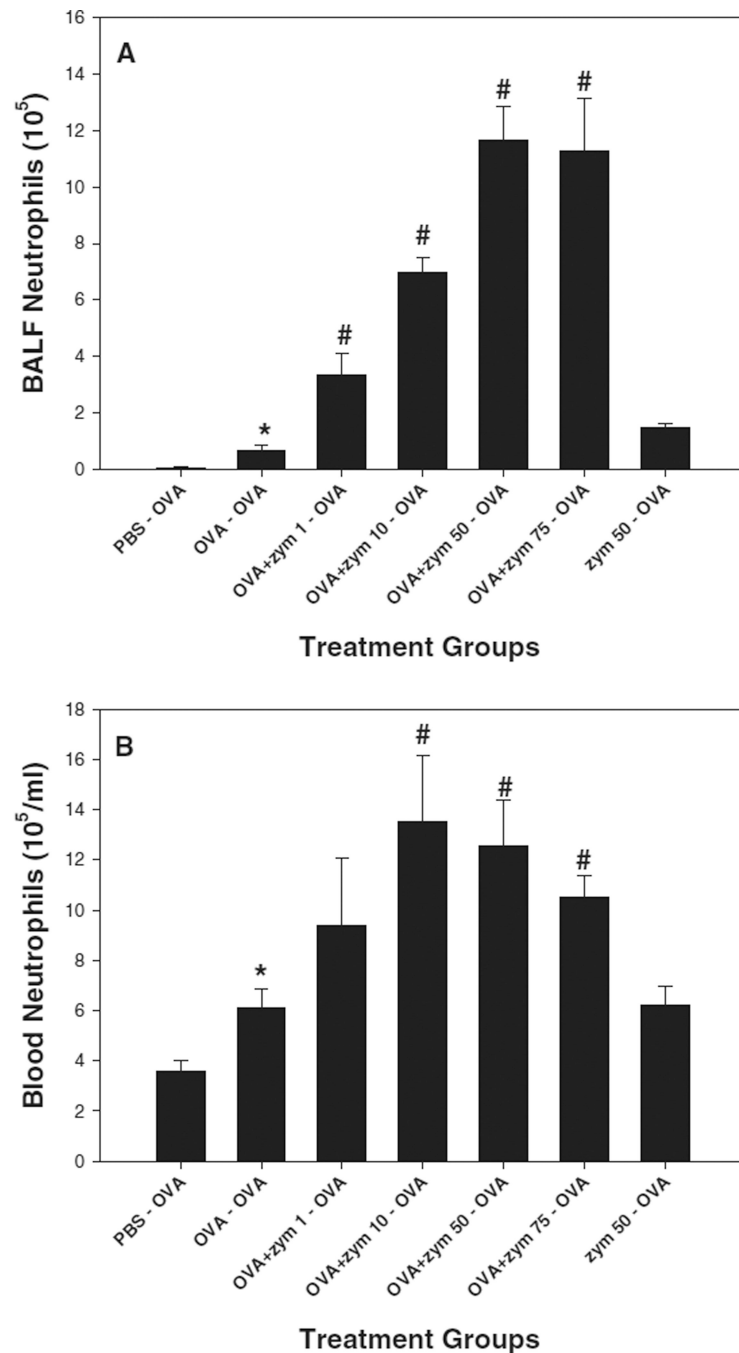 A
BALF Neutrophils (10⁵)
16
14
12
10
8
6
4
2
0
#
#
#
#
*
PBS - OVA
OVA - OVA
OVA+zym 1 - OVA
OVA+zym 10 - OVA
OVA+zym 50 - OVA
OVA+zym 75 - OVA
zym 50 - OVA
Treatment Groups
B
Blood Neutrophils (10⁵/ml)
18
16
14
12
10
8
6
4
2
0
#
#
#
*
PBS - OVA
OVA - OVA
OVA+zym 1 - OVA
OVA+zym 10 - OVA
OVA+zym 50 - OVA
OVA+zym 75 - OVA
zym 50 - OVA
Treatment Groups